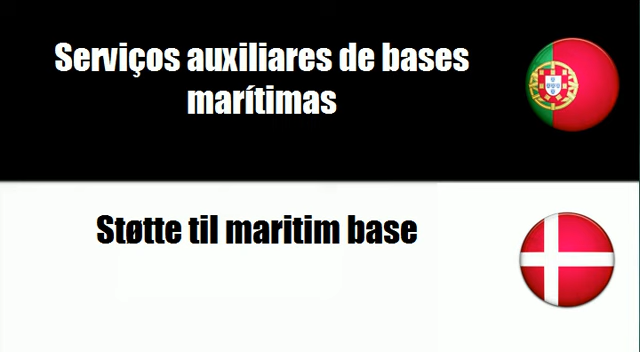 Serviços auxiliares de bases
marítimas
Støtte til maritim base